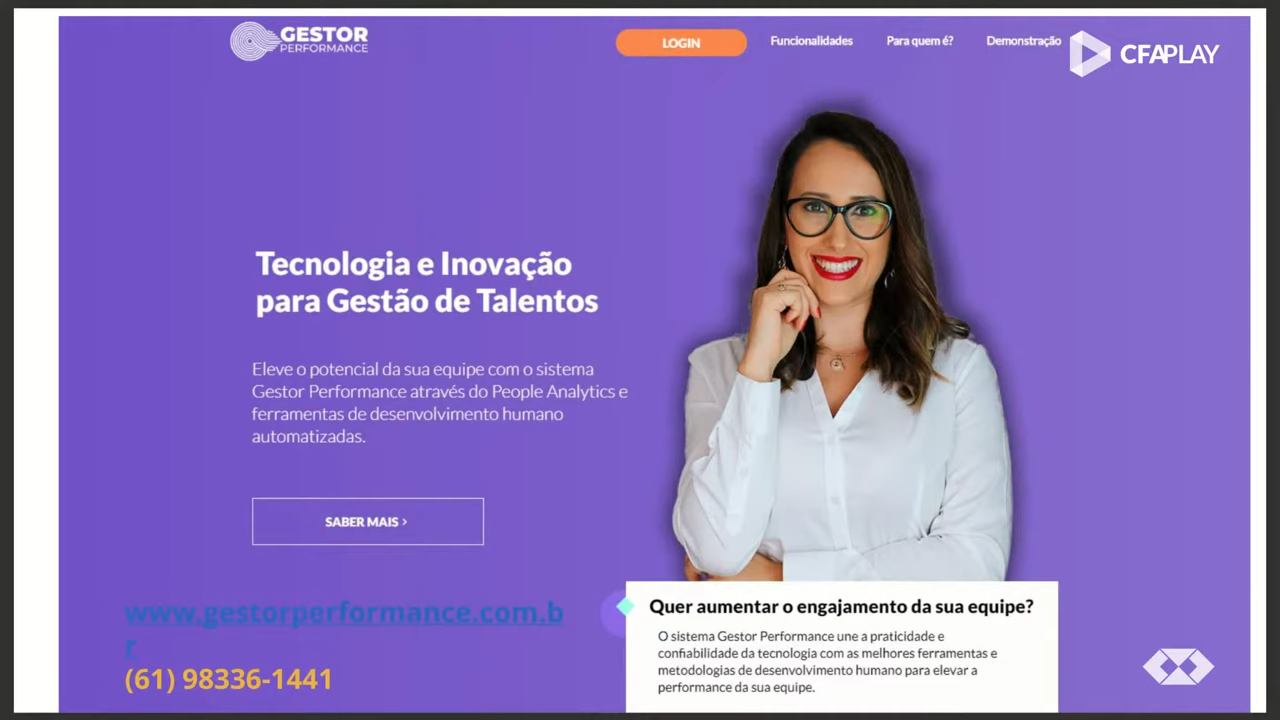 GESTOR
PERFORMANCE
LOGIN
Funcionalidades
Para quem é?
Demonstração
CFAPLAY
Tecnologia e Inovação
para Gestão de Talentos
Eleve o potencial da sua equipe com o sistema
Gestor Performance através do People Analytics e
ferramentas de desenvolvimento humano
automatizadas.
SABER MAIS ›
www.gestorperformance.com.b
r
(61) 98336-1441
Quer aumentar o engajamento da sua equipe?
O sistema Gestor Performance une a praticidade e
confiabilidade da tecnologia com as melhores ferramentas e
metodologias de desenvolvimento humano para elevar a
performance da sua equipe.